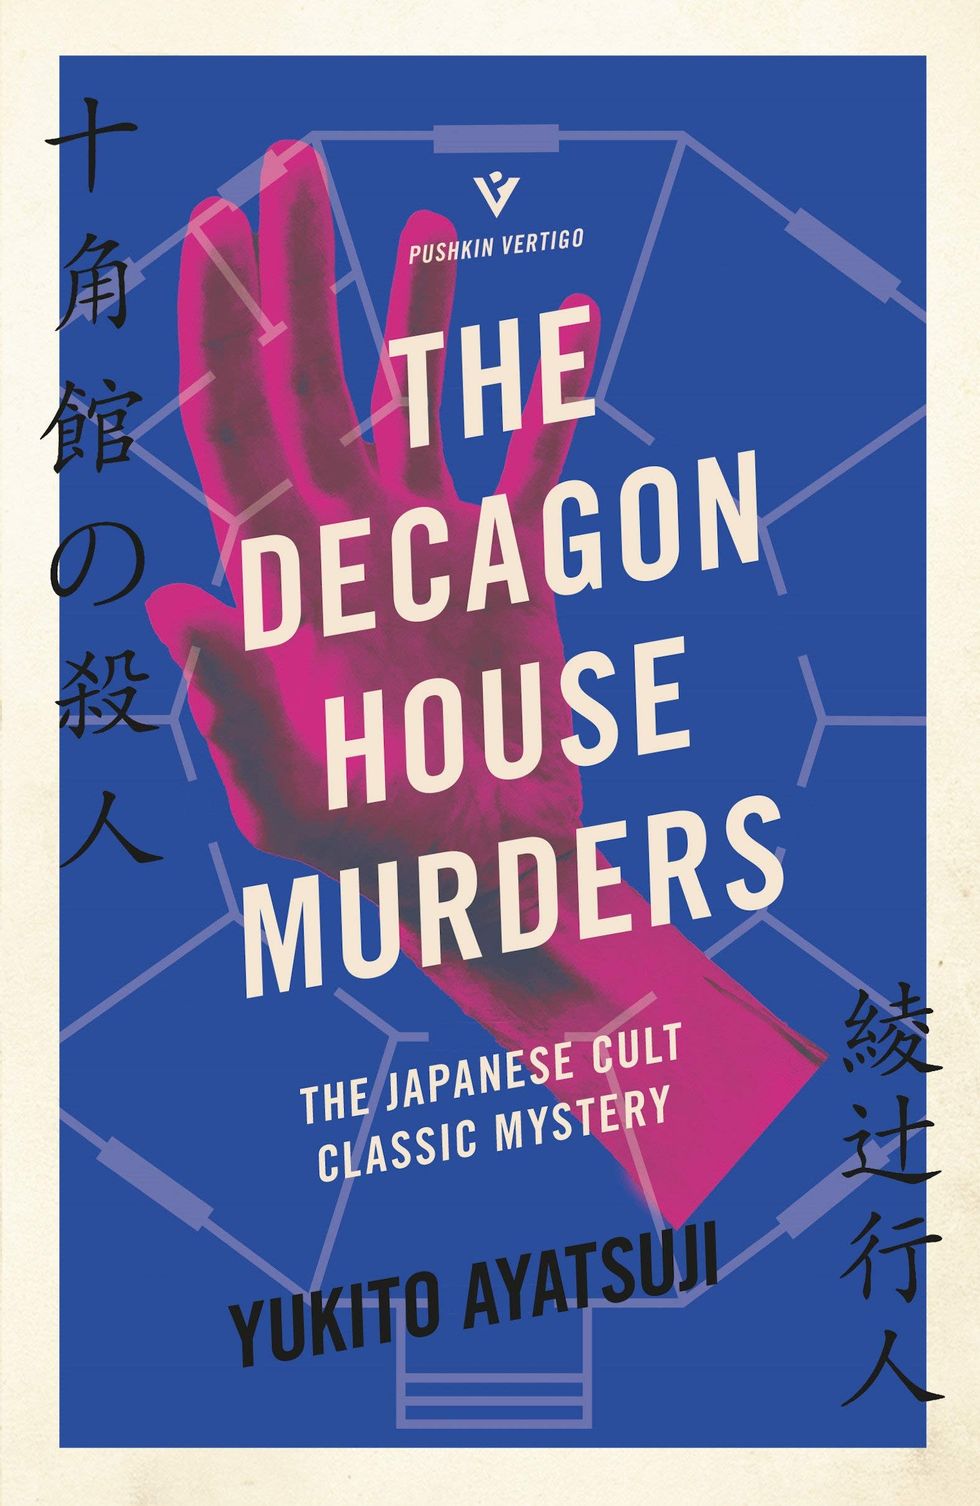 十角館の殺人
PUSHKIN VERTIGO
THE
DECAGON
HOUSE
MURDERS
THE JAPANESE CULT
CLASSIC MYSTERY
YUKITO AYATSUJI
綾辻行人